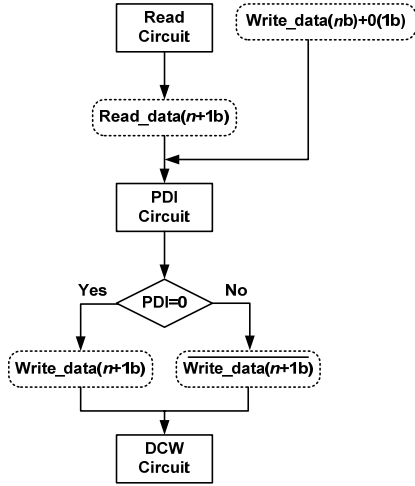 Read
Circuit
Write_data(nb)+0(1b)
Read_data(n+1b)
PDI
Circuit
Yes
PDI=0
No
Write_data(n+1b)
Write_data(n+1b)
DCW
Circuit